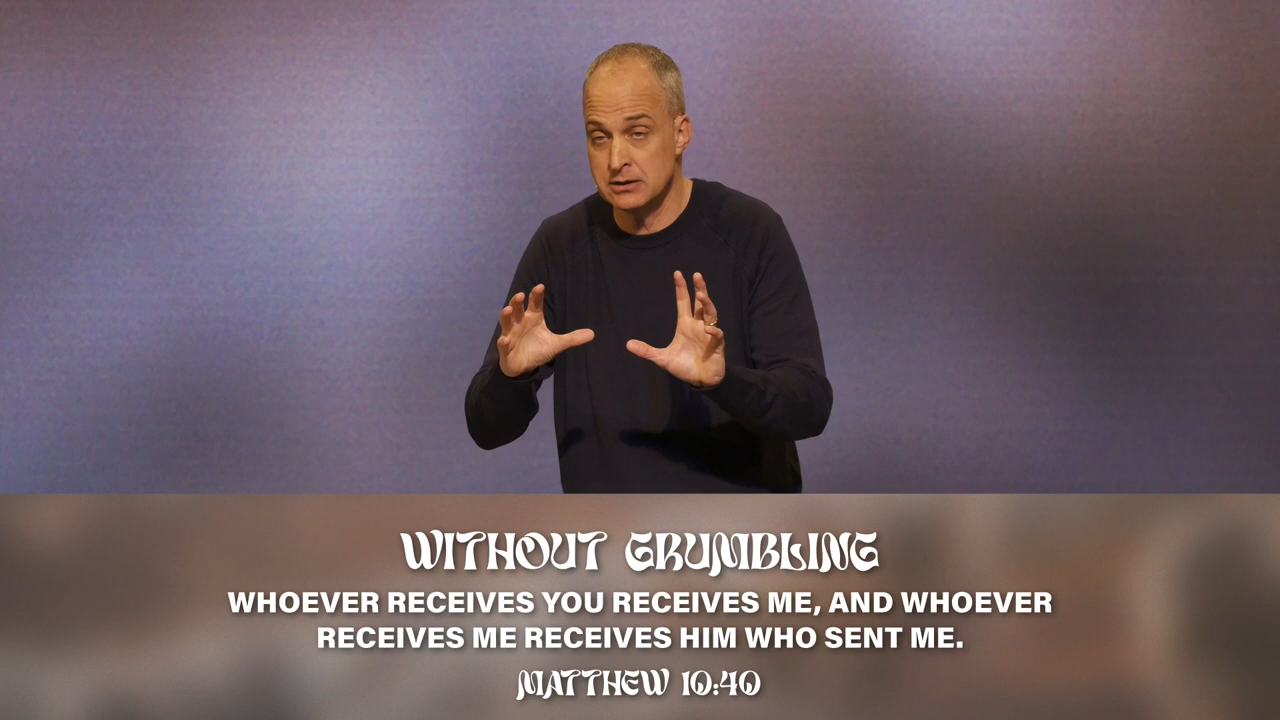 WITHOUT GRUMBLING
WHOEVER RECEIVES YOU RECEIVES ME, AND WHOEVER
RECEIVES ME RECEIVES HIM WHO SENT ME.
MATTHEW 10:40